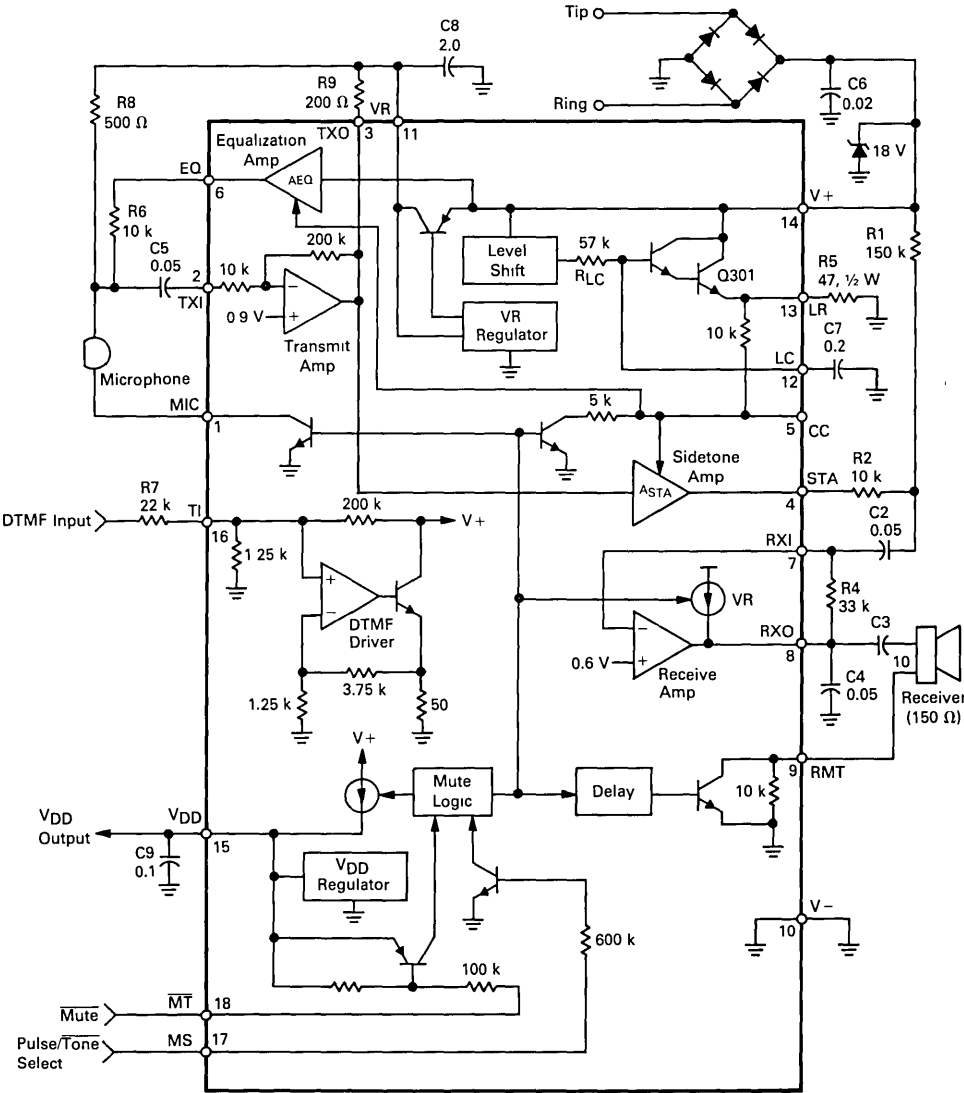 Tip
C8
2.0
R8
500 Ω
R9
200 Ω
VR
Ring
C6
0.02
TXO
3
11
Equalization
Amp
AEQ
18 V
EQ
6
V+
14
R6
10 k
200 k
Level
Shift
57 k
RLC
R1
150 k
C5
0.05
10 k
2
TXI
Q301
R5
47, ½ W
13
LR
0 9 V
Transmit
Amp
VR
Regulator
10 k
C7
0.2
LC
12
Microphone
MIC
1
5 k
5
CC
Sidetone
Amp
ASTA
STA
4
R2
10 k
R7
22 k
DTMF Input
TI
16
200 k
V+
C2
0.05
1 25 k
RXI
7
DTMF
Driver
VR
R4
33 k
RXO
8
C3
10
0.6 V
Receive
Amp
C4
0.05
Receiver
(150 Ω)
1.25 k
3.75 k
50
V+
9
RMT
Mute
Logic
Delay
10 k
VDD
Output
VDD
15
C9
0.1
VDD
Regulator
V−
10
600 k
100 k
Mute
MT
18
Pulse/Tone
Select
MS
17